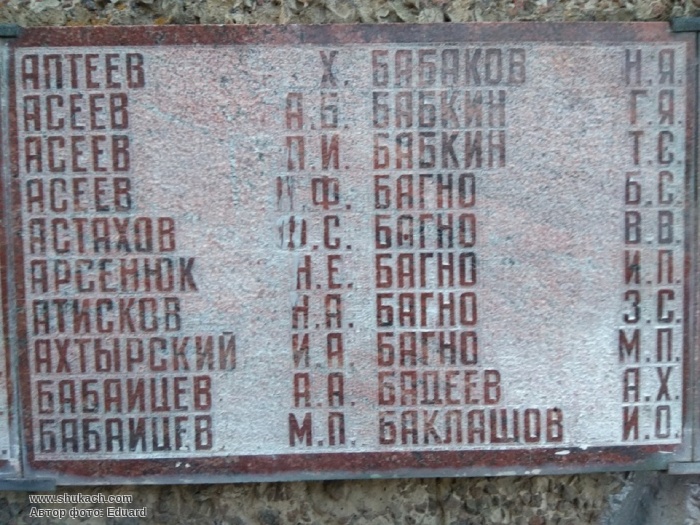 АПТЕЕВ Х. БАБАКОВ Н.Я.
АСЕЕВ А.Б. БАБКИН Г.Я.
АСЕЕВ П.И. БАБКИН Т.С.
АСЕЕВ Ф. БАГНО Б.С.
АСТАХОВ С. БАГНО В.В.
АРСЕНЮК Н.Е. БАГНО И.П.
АТИСКОВ Н.А. БАГНО З.С.
АХТЫРСКИЙ И.А БАГНО М.П.
БАБАИЦЕВ А.А. БАДЕЕВ А.Х.
БАБАИЦЕВ М.П. БАКЛАШОВ И.О.
www.shukach.com
Автор фото: Eduard